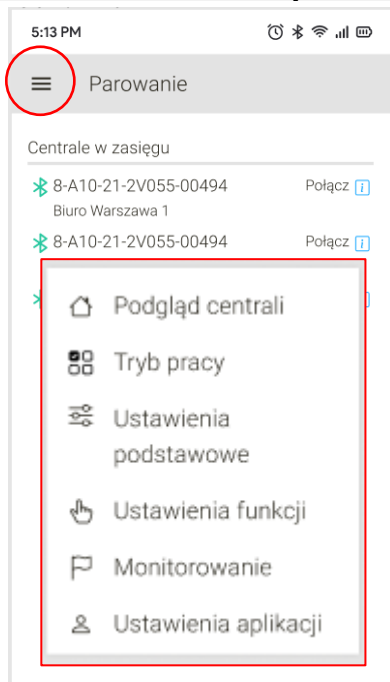 5:13 PM
Parowanie
Centrale w zasięgu
8-A10-21-2V055-00494 Połącz i
Biuro Warszawa 1
8-A10-21-2V055-00494 Połącz i
Podgląd centrali
Tryb pracy
Ustawienia
podstawowe
Ustawienia funkcji
Monitorowanie
Ustawienia aplikacji